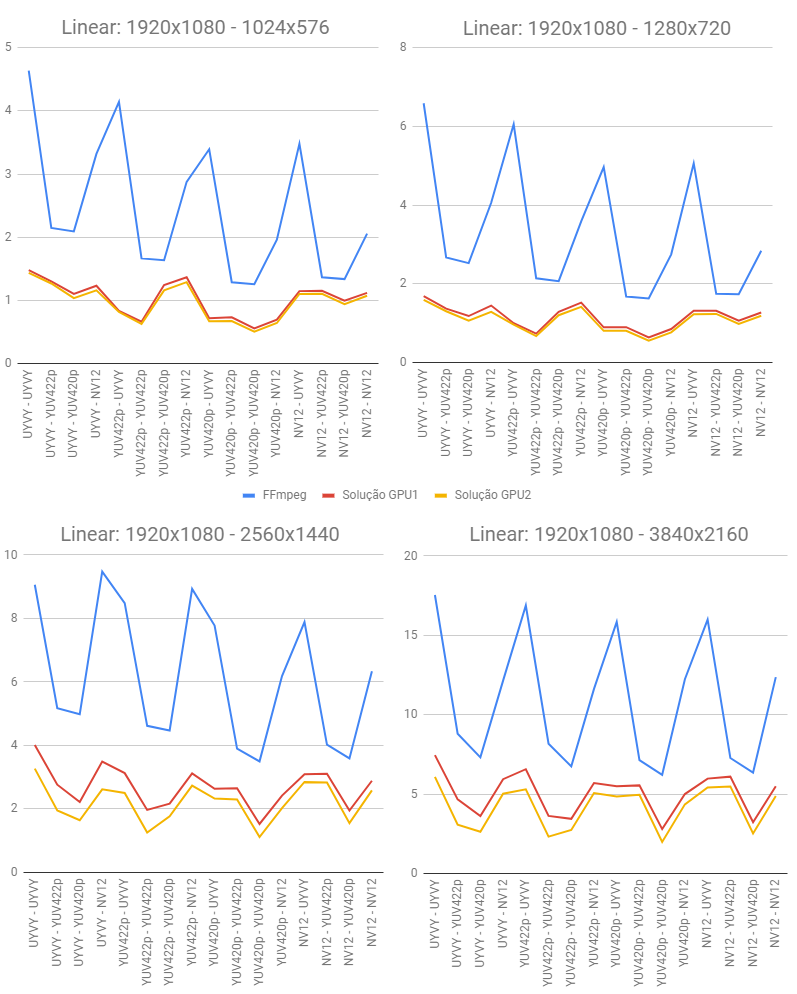 Linear: 1920x1080 - 1024x576
5
4
3
2
1
0
UYVY - UYVY
UYVY - YUV422p
UYVY - YUV420p
UYVY - NV12
YUV422p - UYVY
YUV422p - YUV422p
YUV422p - YUV420p
YUV422p - NV12
YUV420p - UYVY
YUV420p - YUV422p
YUV420p - YUV420p
YUV420p - NV12
NV12 - UYVY
NV12 - YUV422p
NV12 - YUV420p
NV12 - NV12
Linear: 1920x1080 - 1280x720
8
6
4
2
0
UYVY - UYVY
UYVY - YUV422p
UYVY - YUV420p
UYVY - NV12
YUV422p - UYVY
YUV422p - YUV422p
YUV422p - YUV420p
YUV422p - NV12
YUV420p - UYVY
YUV420p - YUV422p
YUV420p - YUV420p
YUV420p - NV12
NV12 - UYVY
NV12 - YUV422p
NV12 - YUV420p
NV12 - NV12
FFmpeg
Solução GPU1
Solução GPU2
Linear: 1920x1080 - 2560x1440
10
8
6
4
2
0
UYVY - UYVY
UYVY - YUV422p
UYVY - YUV420p
UYVY - NV12
YUV422p - UYVY
YUV422p - YUV422p
YUV422p - YUV420p
YUV422p - NV12
YUV420p - UYVY
YUV420p - YUV422p
YUV420p - YUV420p
YUV420p - NV12
NV12 - UYVY
NV12 - YUV422p
NV12 - YUV420p
NV12 - NV12
Linear: 1920x1080 - 3840x2160
20
15
10
5
0
UYVY - UYVY
UYVY - YUV422p
UYVY - YUV420p
UYVY - NV12
YUV422p - UYVY
YUV422p - YUV422p
YUV422p - YUV420p
YUV422p - NV12
YUV420p - UYVY
YUV420p - YUV422p
YUV420p - YUV420p
YUV420p - NV12
NV12 - UYVY
NV12 - YUV422p
NV12 - YUV420p
NV12 - NV12